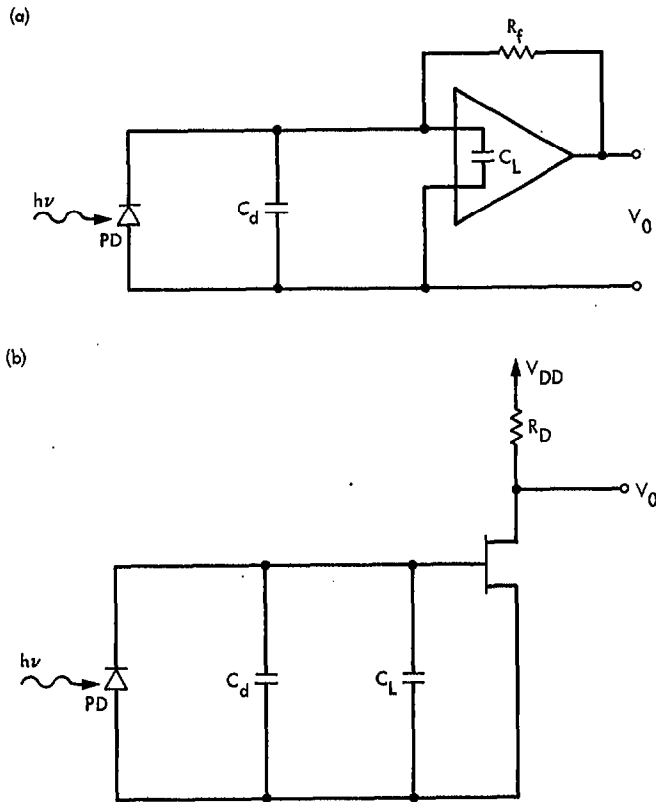 (a)
R_f
C_L
hν
C_d
PD
V_0
(b)
V_DD
R_D
V_0
hν
C_d
C_L
PD